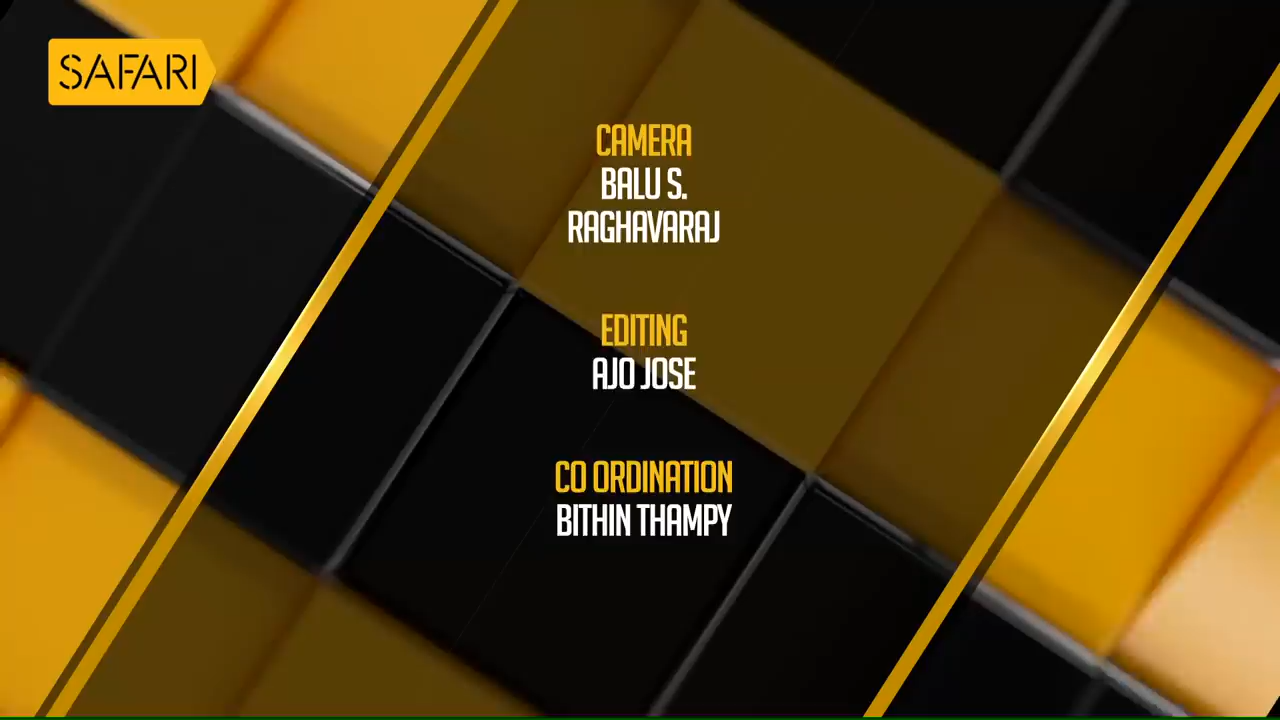 SAFARI
CAMERA
BALU S.
RAGHAVARAJ
EDITING
AJO JOSE
CO ORDINATION
BITHIN THAMPY